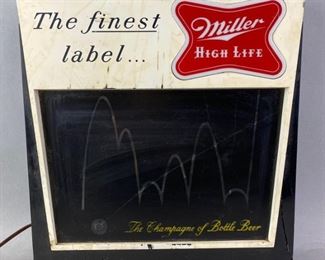 The finest
label...
Miller
HIGH LIFE
The Champagne of Bottle Beer